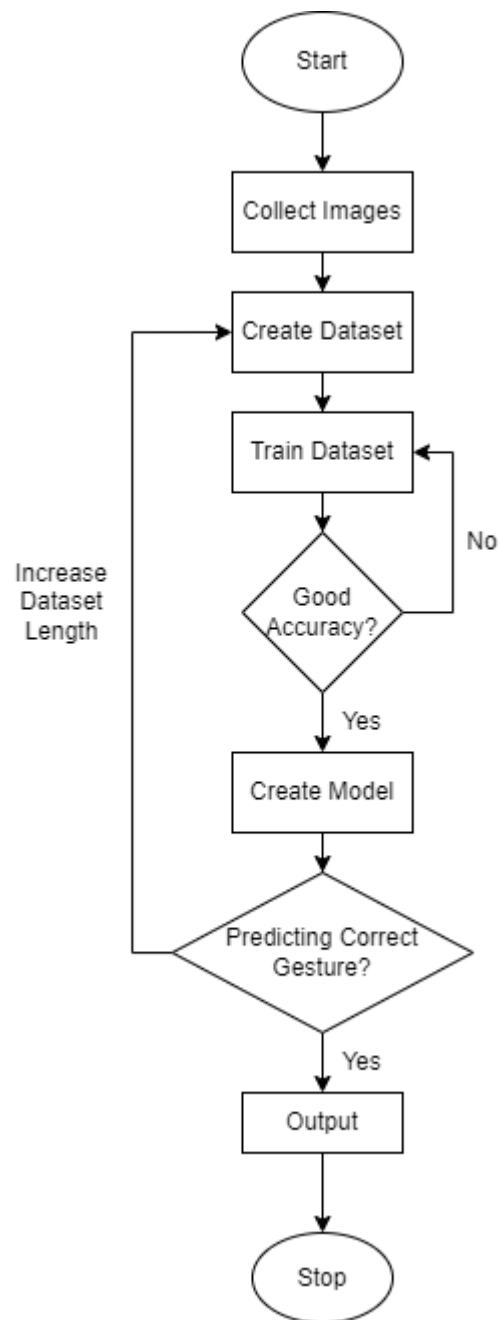 Start
Collect Images
Create Dataset
Train Dataset
No
Increase
Dataset
Length
Good
Accuracy?
Yes
Create Model
Predicting Correct
Gesture?
Yes
Output
Stop